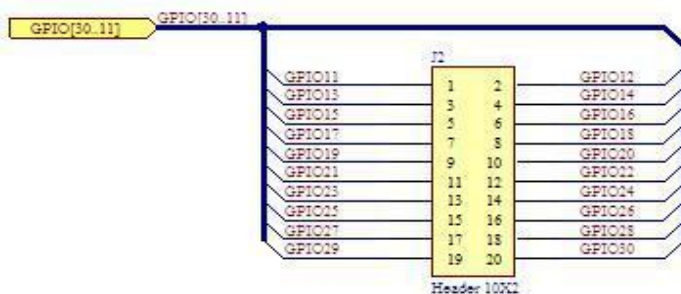 GPIO[30..11] GPIO[30..11]
J2
GPIO11 1 2 GPIO12
GPIO13 3 4 GPIO14
GPIO15 5 6 GPIO16
GPIO17 7 8 GPIO18
GPIO19 9 10 GPIO20
GPIO21 11 12 GPIO22
GPIO23 13 14 GPIO24
GPIO25 15 16 GPIO26
GPIO27 17 18 GPIO28
GPIO29 19 20 GPIO30
Header 10X2